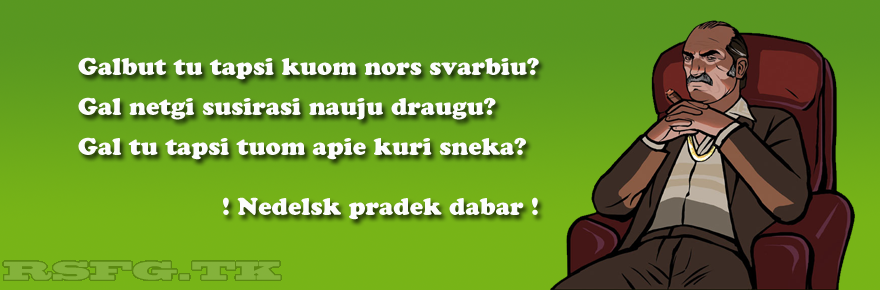 Galbut tu tapsi kuom nors svarbiu?
Gal netgi susirasi nauju draugu?
Gal tu tapsi tuom apie kuri sneka?
! Nedelsk pradek dabar !
RSFG.TK